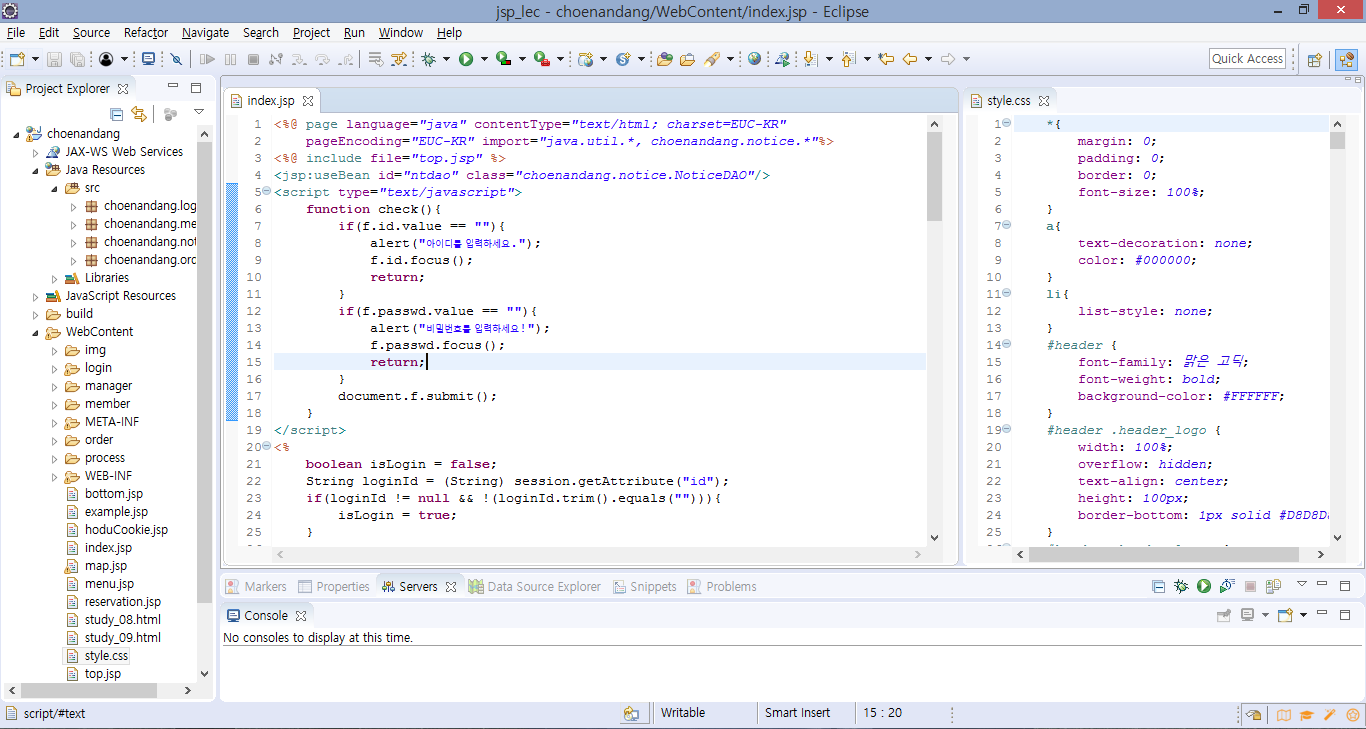 jsp_lec - choenandang/WebContent/index.jsp - Eclipse
File Edit Source Refactor Navigate Search Project Run Window Help
Quick Access
Project Explorer
choenandang
JAX-WS Web Services
Java Resources
src
choenandang.log
choenandang.me
choenandang.not
choenandang.orc
Libraries
JavaScript Resources
build
WebContent
img
login
manager
member
META-INF
order
process
WEB-INF
bottom.jsp
example.jsp
hoduCookie.jsp
index.jsp
map.jsp
menu.jsp
reservation.jsp
study_08.html
study_09.html
style.css
top.jsp
index.jsp
1 <%@ page language="java" contentType="text/html; charset=EUC-KR"
2 pageEncoding="EUC-KR" import="java.util.*, choenandang.notice.*"%>
3 <%@ include file="top.jsp" %>
4 <jsp:useBean id="ntdao" class="choenandang.notice.NoticeDAO"/>
5 <script type="text/javascript">
6 function check(){
7 if(f.id.value == ""){
8 alert("아이디를 입력하세요.");
9 f.id.focus();
10 return;
11 }
12 if(f.passwd.value == ""){
13 alert("비밀번호를 입력하세요!");
14 f.passwd.focus();
15 return;
16 }
17 document.f.submit();
18 }
19 </script>
20 <%
21 boolean isLogin = false;
22 String loginId = (String) session.getAttribute("id");
23 if(loginId != null && !(loginId.trim().equals(""))){
24 isLogin = true;
25 }
style.css
1 *{
2 margin: 0;
3 padding: 0;
4 border: 0;
5 font-size: 100%;
6 }
7 a{
8 text-decoration: none;
9 color: #000000;
10 }
11 li{
12 list-style: none;
13 }
14 #header {
15 font-family: 맑은 고딕;
16 font-weight: bold;
17 background-color: #FFFFFF;
18 }
19 #header .header_logo {
20 width: 100%;
21 overflow: hidden;
22 text-align: center;
23 height: 100px;
24 border-bottom: 1px solid #D8D8D8
25 }
Markers Properties Servers Data Source Explorer Snippets Problems
Console
No consoles to display at this time.
script/#text Writable Smart Insert 15 : 20